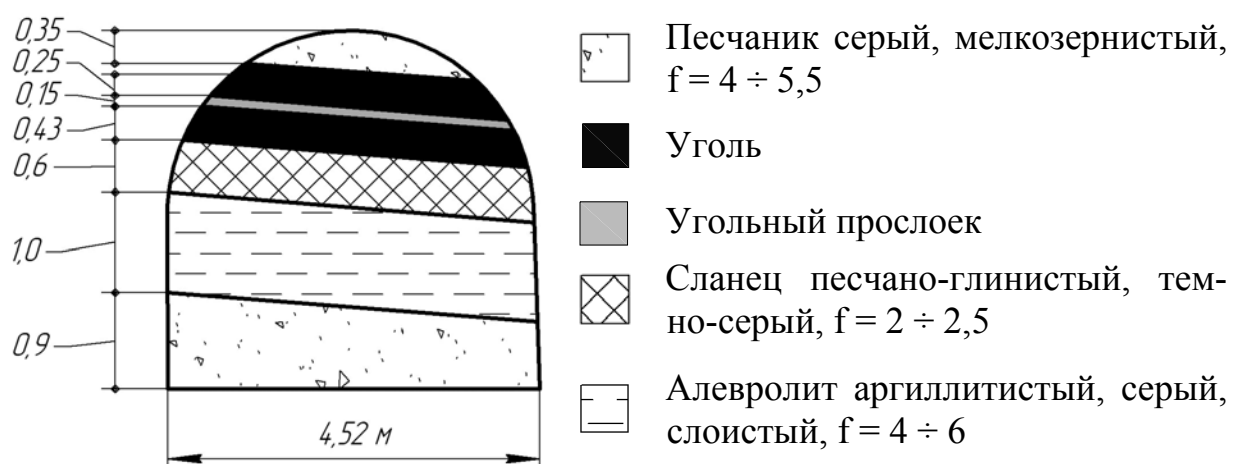 0,35
0,25
0,15
0,43
0,6
1,0
0,9
4,52 м
Песчаник серый, мелкозернистый,
f = 4 ÷ 5,5
Уголь
Угольный прослоек
Сланец песчано-глинистый, тем-
но-серый, f = 2 ÷ 2,5
Алевролит аргиллитистый, серый,
слоистый, f = 4 ÷ 6